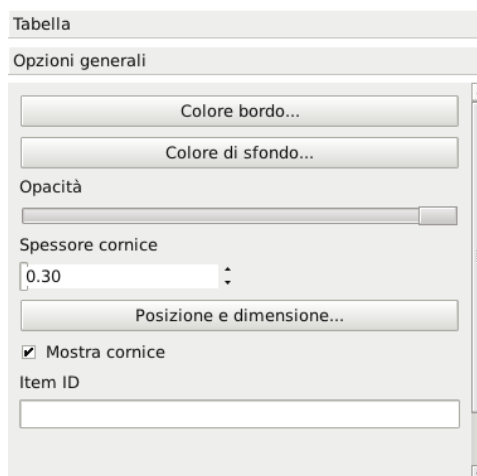 Tabella
Opzioni generali
Colore bordo...
Colore di sfondo...
Opacità
Spessore cornice
0.30
Posizione e dimensione...
Mostra cornice
Item ID